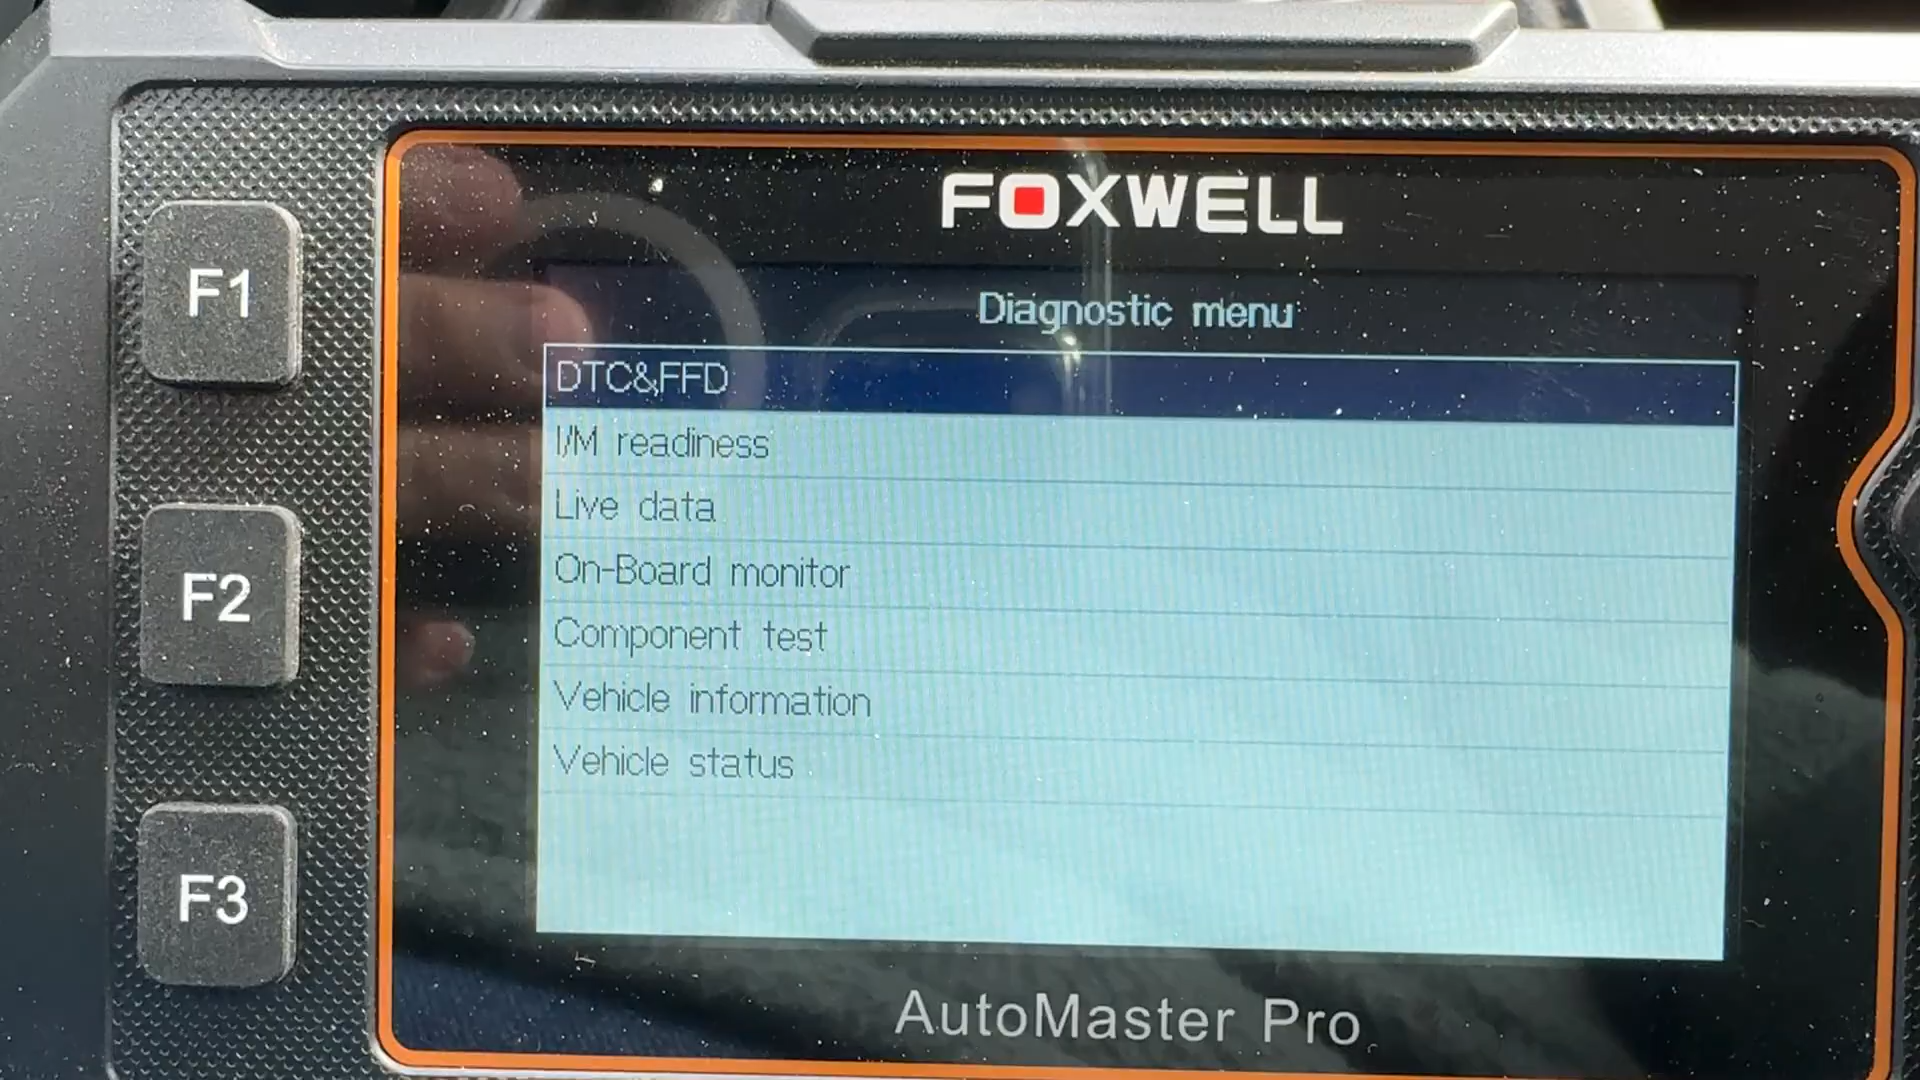 FOXWELL
Diagnostic menu
DTC&FFD
I/M readiness
Live data
On-Board monitor
Component test
Vehicle information
Vehicle status
AutoMaster Pro
F1
F2
F3